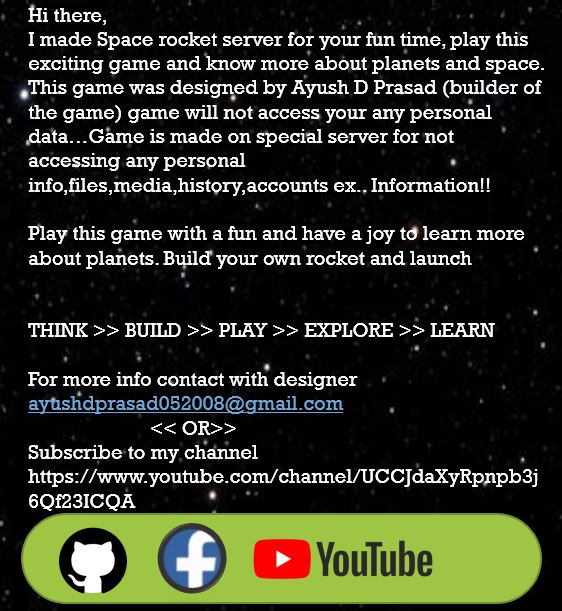 Hi there,
I made Space rocket server for your fun time, play this
exciting game and know more about planets and space.
This game was designed by Ayush D Prasad (builder of
the game) game will not access your any personal
data...Game is made on special server for not
accessing any personal
info,files,media,history,accounts ex.. Information!!
Play this game with a fun and have a joy to learn more
about planets. Build your own rocket and launch
THINK >> BUILD >> PLAY >> EXPLORE >> LEARN
For more info contact with designer
ayushdprasad052008@gmail.com
<< OR>>
Subscribe to my channel
https://www.youtube.com/channel/UCCJdaXyRpnpb3j
6Qf23ICQA
YouTube